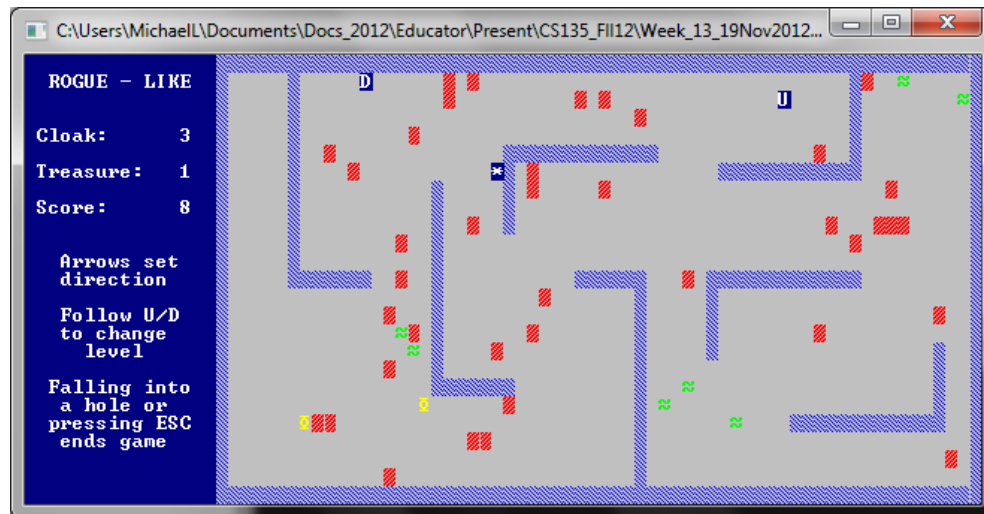 C:\Users\MichaelL\Documents\Docs_2012\Educator\Present\CS135_Fll12\Week_13_19Nov2012...
ROGUE - LIKE
Cloak: 3
Treasure: 1
Score: 8
Arrows set
direction
Follow U/D
to change
level
Falling into
a hole or
pressing ESC
ends game
D
U
*